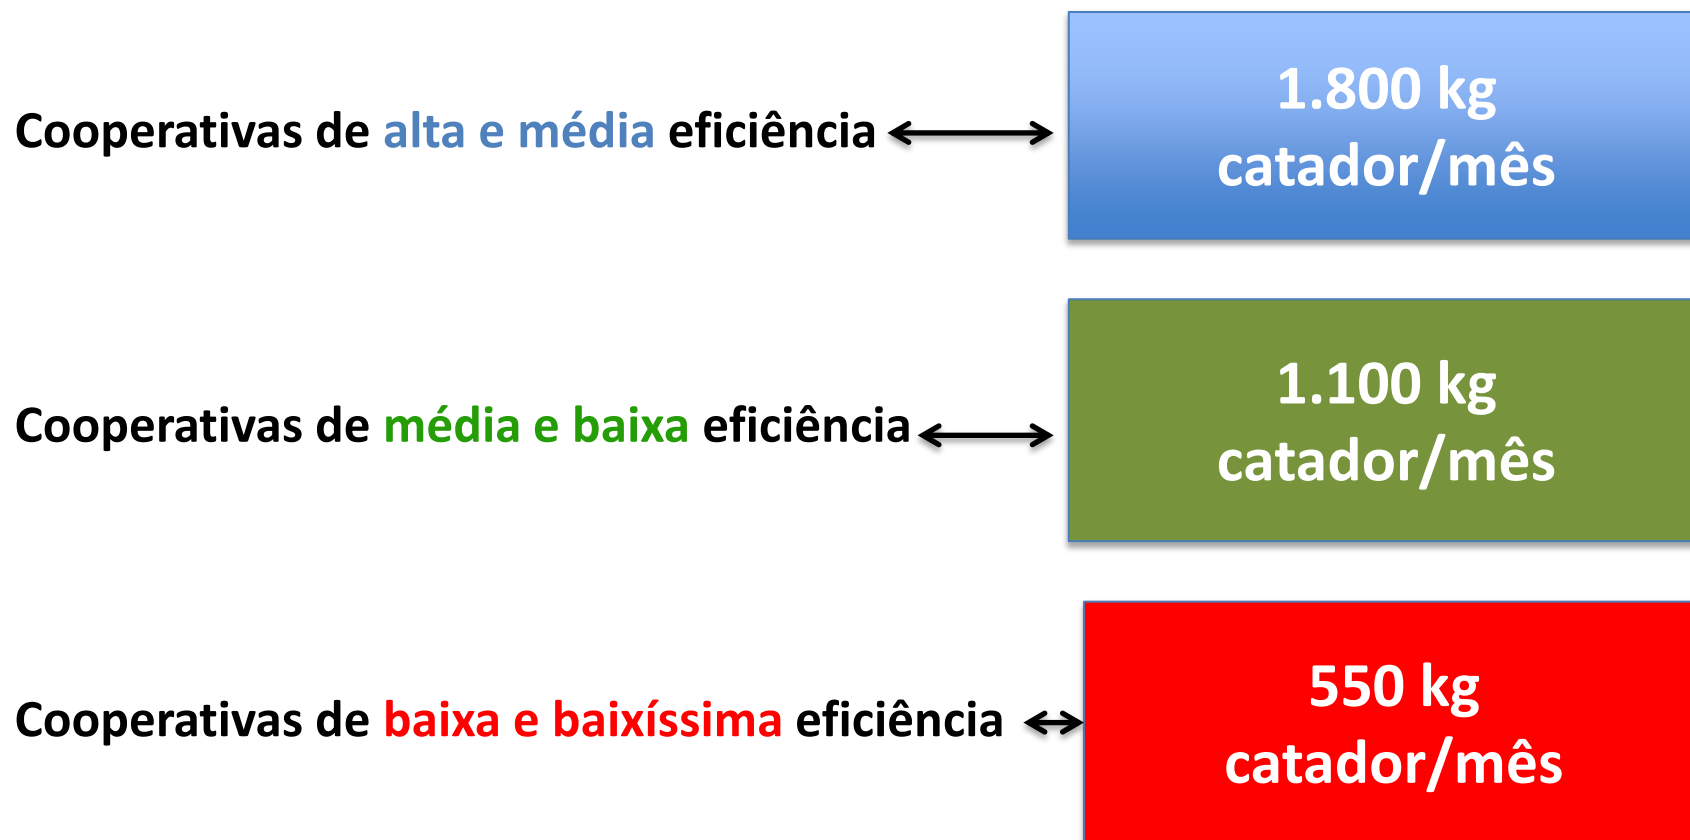 Cooperativas de alta e média eficiência
1.800 kg
catador/mês
Cooperativas de média e baixa eficiência
1.100 kg
catador/mês
Cooperativas de baixa e baixíssima eficiência
550 kg
catador/mês